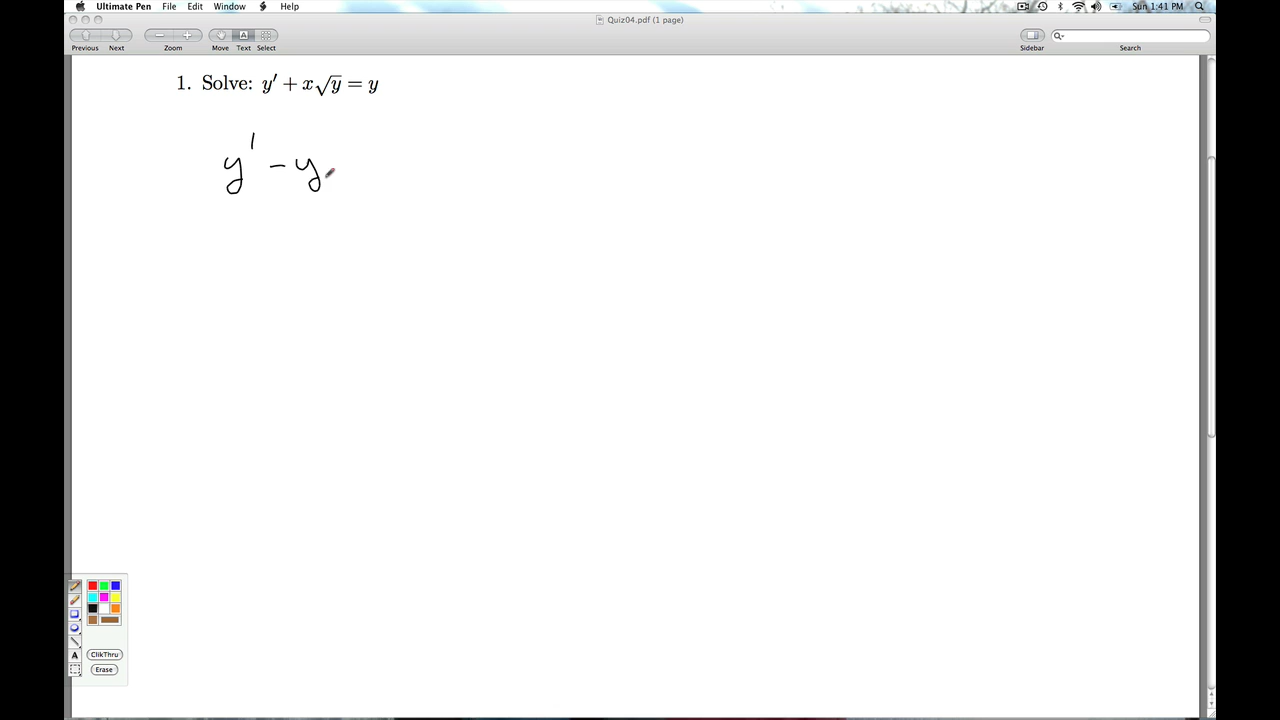 Ultimate Pen File Edit Window Help Sun 1:41 PM
Quiz04.pdf (1 page)
Previous Next Zoom Move Text Select Sidebar Search
1. Solve: y′ + x√y = y
y′ − y
A
ClikThru
Erase